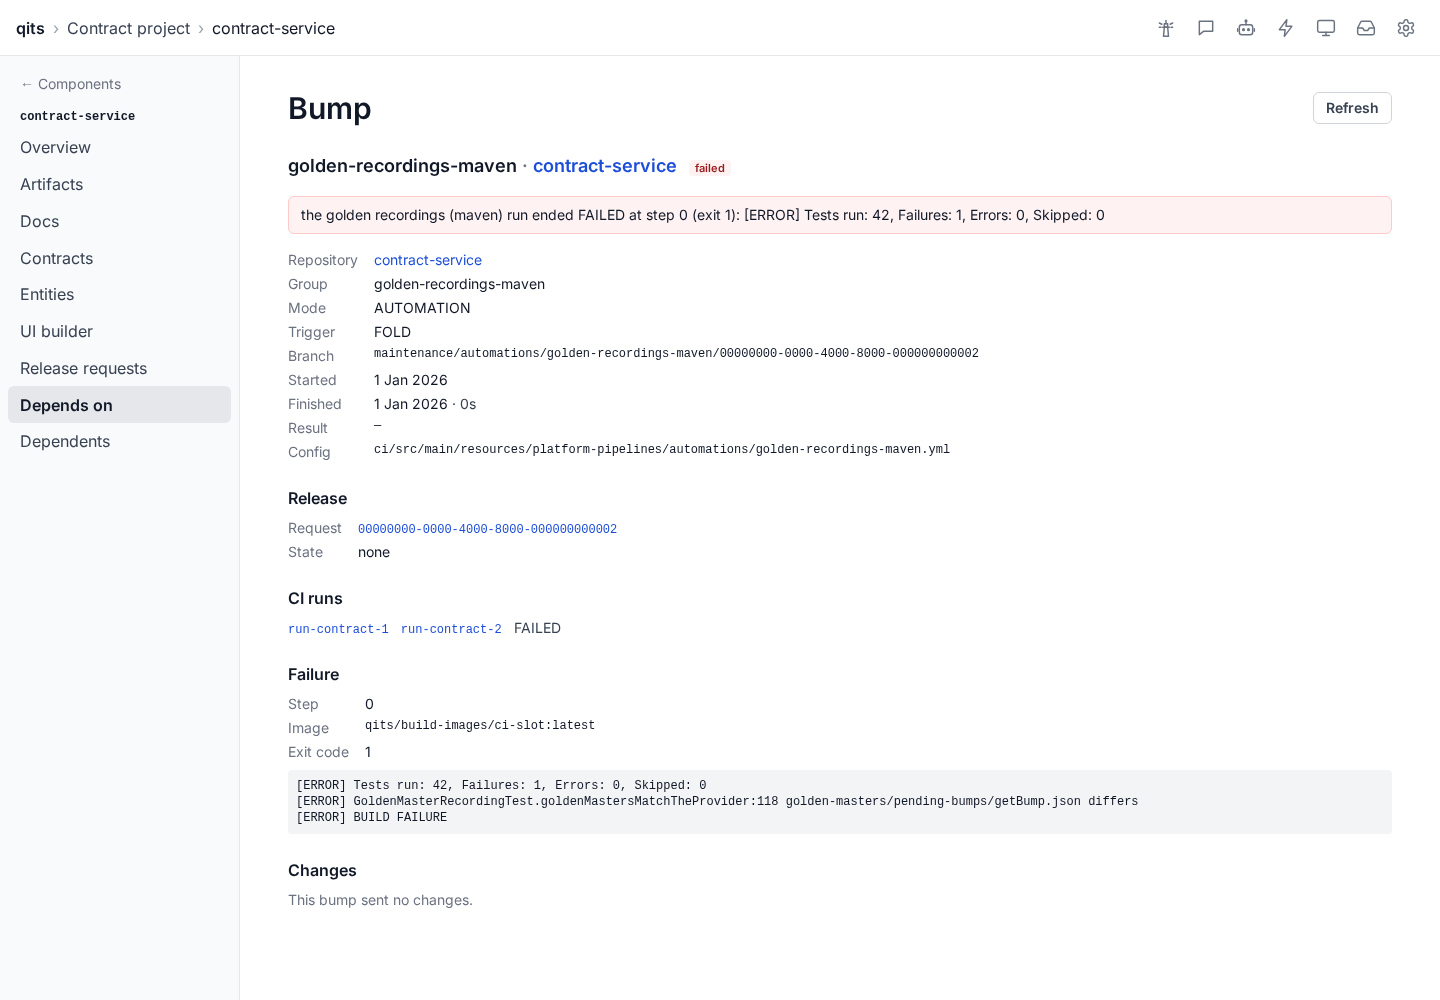 qits › Contract project › contract-service
← Components
contract-service
Overview
Artifacts
Docs
Contracts
Entities
UI builder
Release requests
Depends on
Dependents
Bump
Refresh
golden-recordings-maven · contract-service failed
the golden recordings (maven) run ended FAILED at step 0 (exit 1): [ERROR] Tests run: 42, Failures: 1, Errors: 0, Skipped: 0
Repository contract-service
Group golden-recordings-maven
Mode AUTOMATION
Trigger FOLD
Branch maintenance/automations/golden-recordings-maven/00000000-0000-4000-8000-000000000002
Started 1 Jan 2026
Finished 1 Jan 2026 · 0s
Result —
Config ci/src/main/resources/platform-pipelines/automations/golden-recordings-maven.yml
Release
Request 00000000-0000-4000-8000-000000000002
State none
CI runs
run-contract-1 run-contract-2 FAILED
Failure
Step 0
Image qits/build-images/ci-slot:latest
Exit code 1
[ERROR] Tests run: 42, Failures: 1, Errors: 0, Skipped: 0
[ERROR] GoldenMasterRecordingTest.goldenMastersMatchTheProvider:118 golden-masters/pending-bumps/getBump.json differs
[ERROR] BUILD FAILURE
Changes
This bump sent no changes.